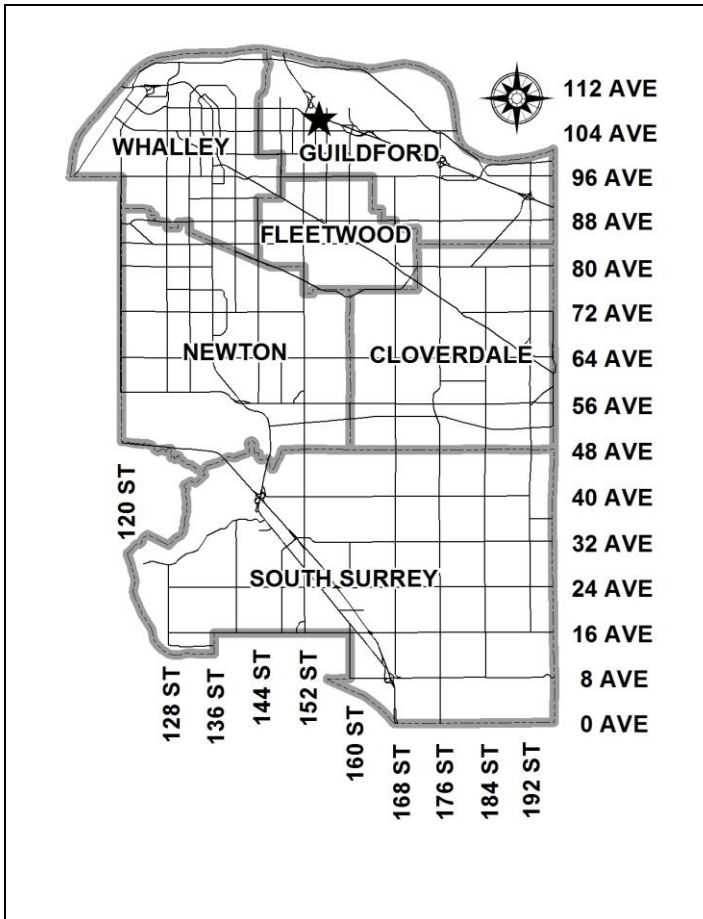 112 AVE
104 AVE
WHALLEY
GUILDFORD
96 AVE
88 AVE
FLEETWOOD
80 AVE
72 AVE
NEWTON
CLOVERDALE
64 AVE
56 AVE
48 AVE
120 ST
40 AVE
32 AVE
SOUTH SURREY
24 AVE
16 AVE
8 AVE
0 AVE
128 ST
136 ST
144 ST
152 ST
160 ST
168 ST
176 ST
184 ST
192 ST